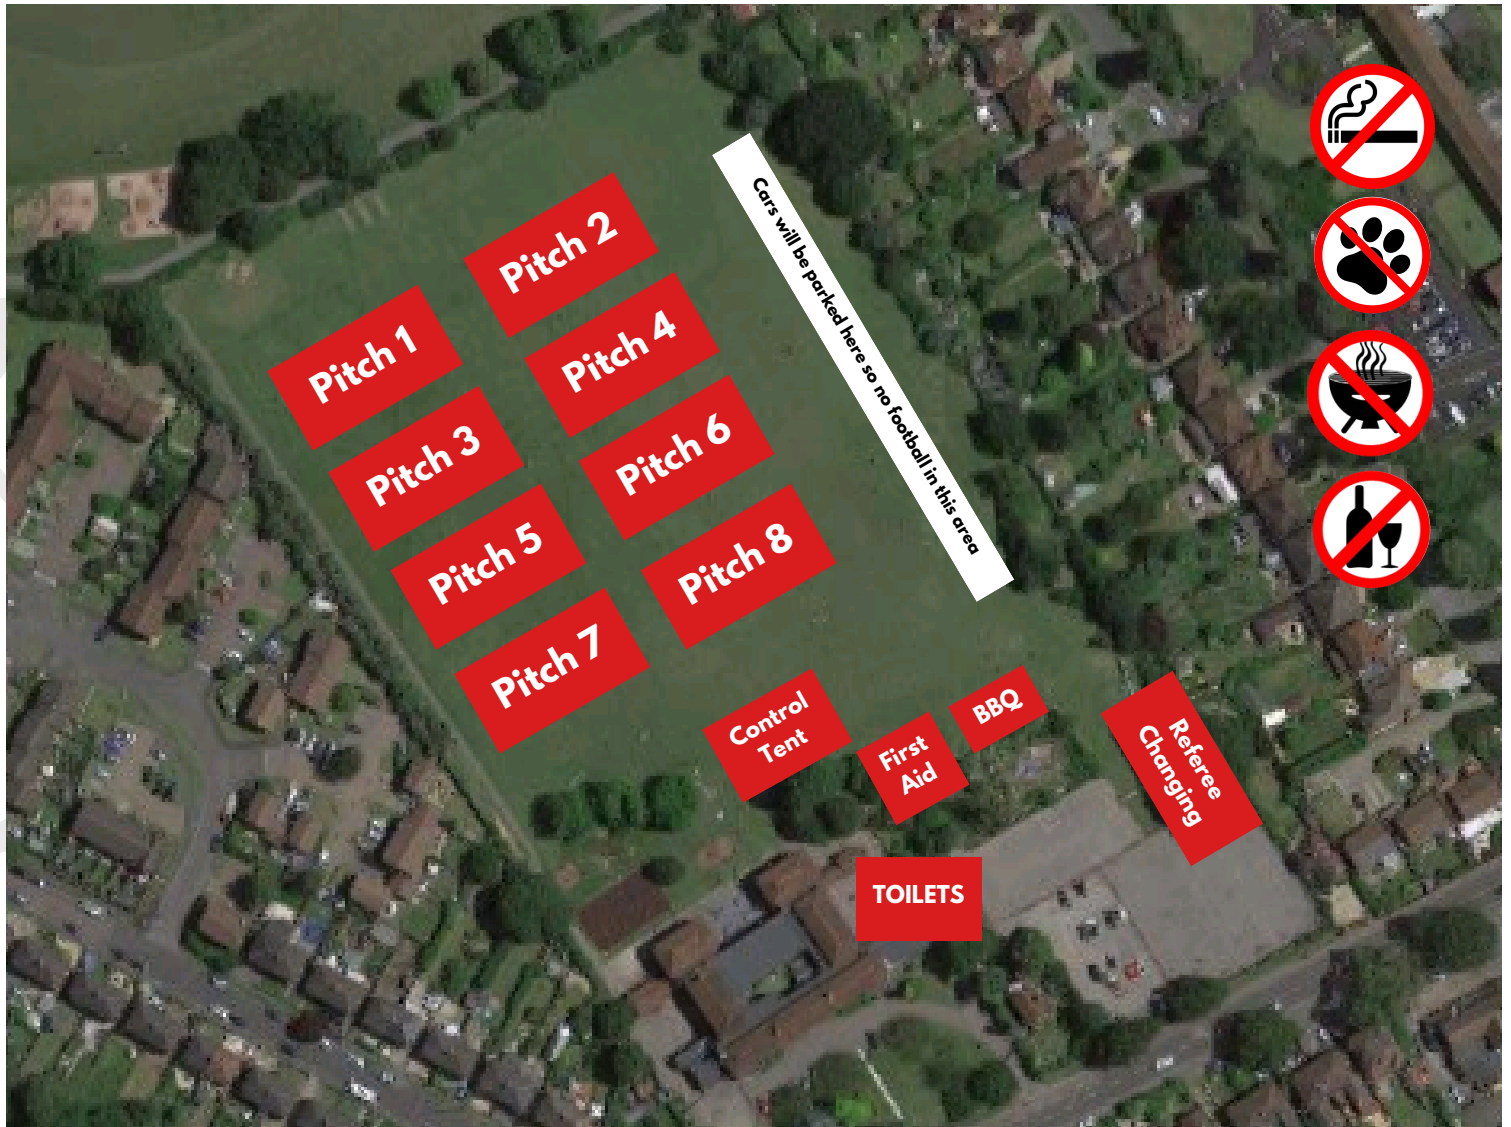 Pitch 2
Pitch 1
Pitch 4
Pitch 3
Pitch 6
Pitch 5
Pitch 8
Pitch 7
Cars will be parked here so no football in this area
Control
Tent
First
Aid
BBQ
Referee
Changing
TOILETS